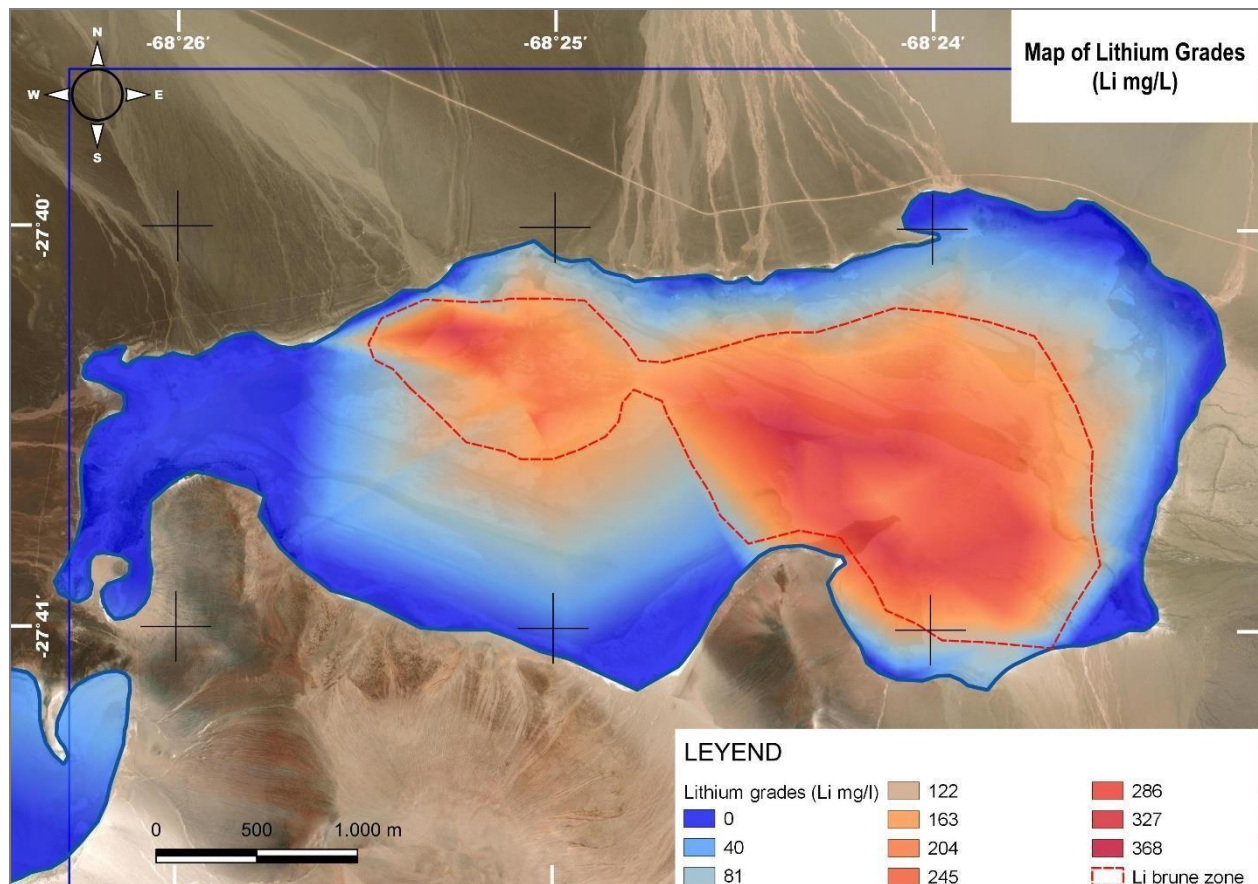 -68°26'
-68°25'
-68°24'
Map of Lithium Grades
(Li mg/L)
N
W
E
S
-27°40'
-27°41'
LEYEND
Lithium grades (Li mg/l)
0
40
81
122
163
204
245
286
327
368
Li brune zone
0 500 1.000 m